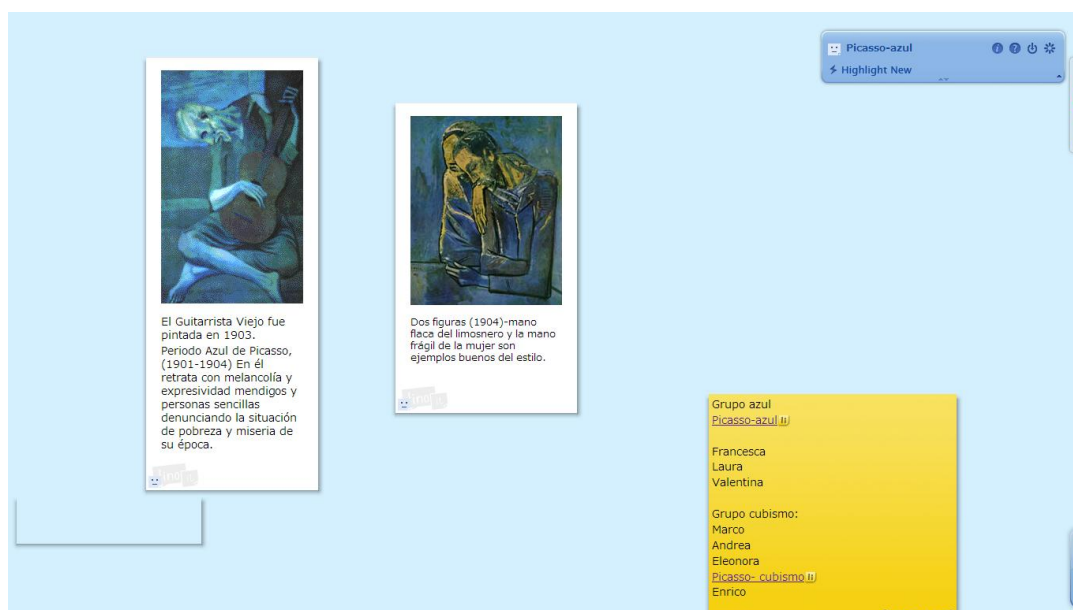 Picasso-azul
Highlight New
El Guitarrista Viejo fue
pintada en 1903.
Periodo Azul de Picasso,
(1901-1904) En él
retrata con melancolía y
expresividad mendigos y
personas sencillas
denunciando la situación
de pobreza y miseria de
su época.
Dos figuras (1904)-mano
flaca del limosnero y la mano
frágil de la mujer son
ejemplos buenos del estilo.
Grupo azul
Picasso-azul
Francesca
Laura
Valentina
Grupo cubismo:
Marco
Andrea
Eleonora
Picasso- cubismo
Enrico